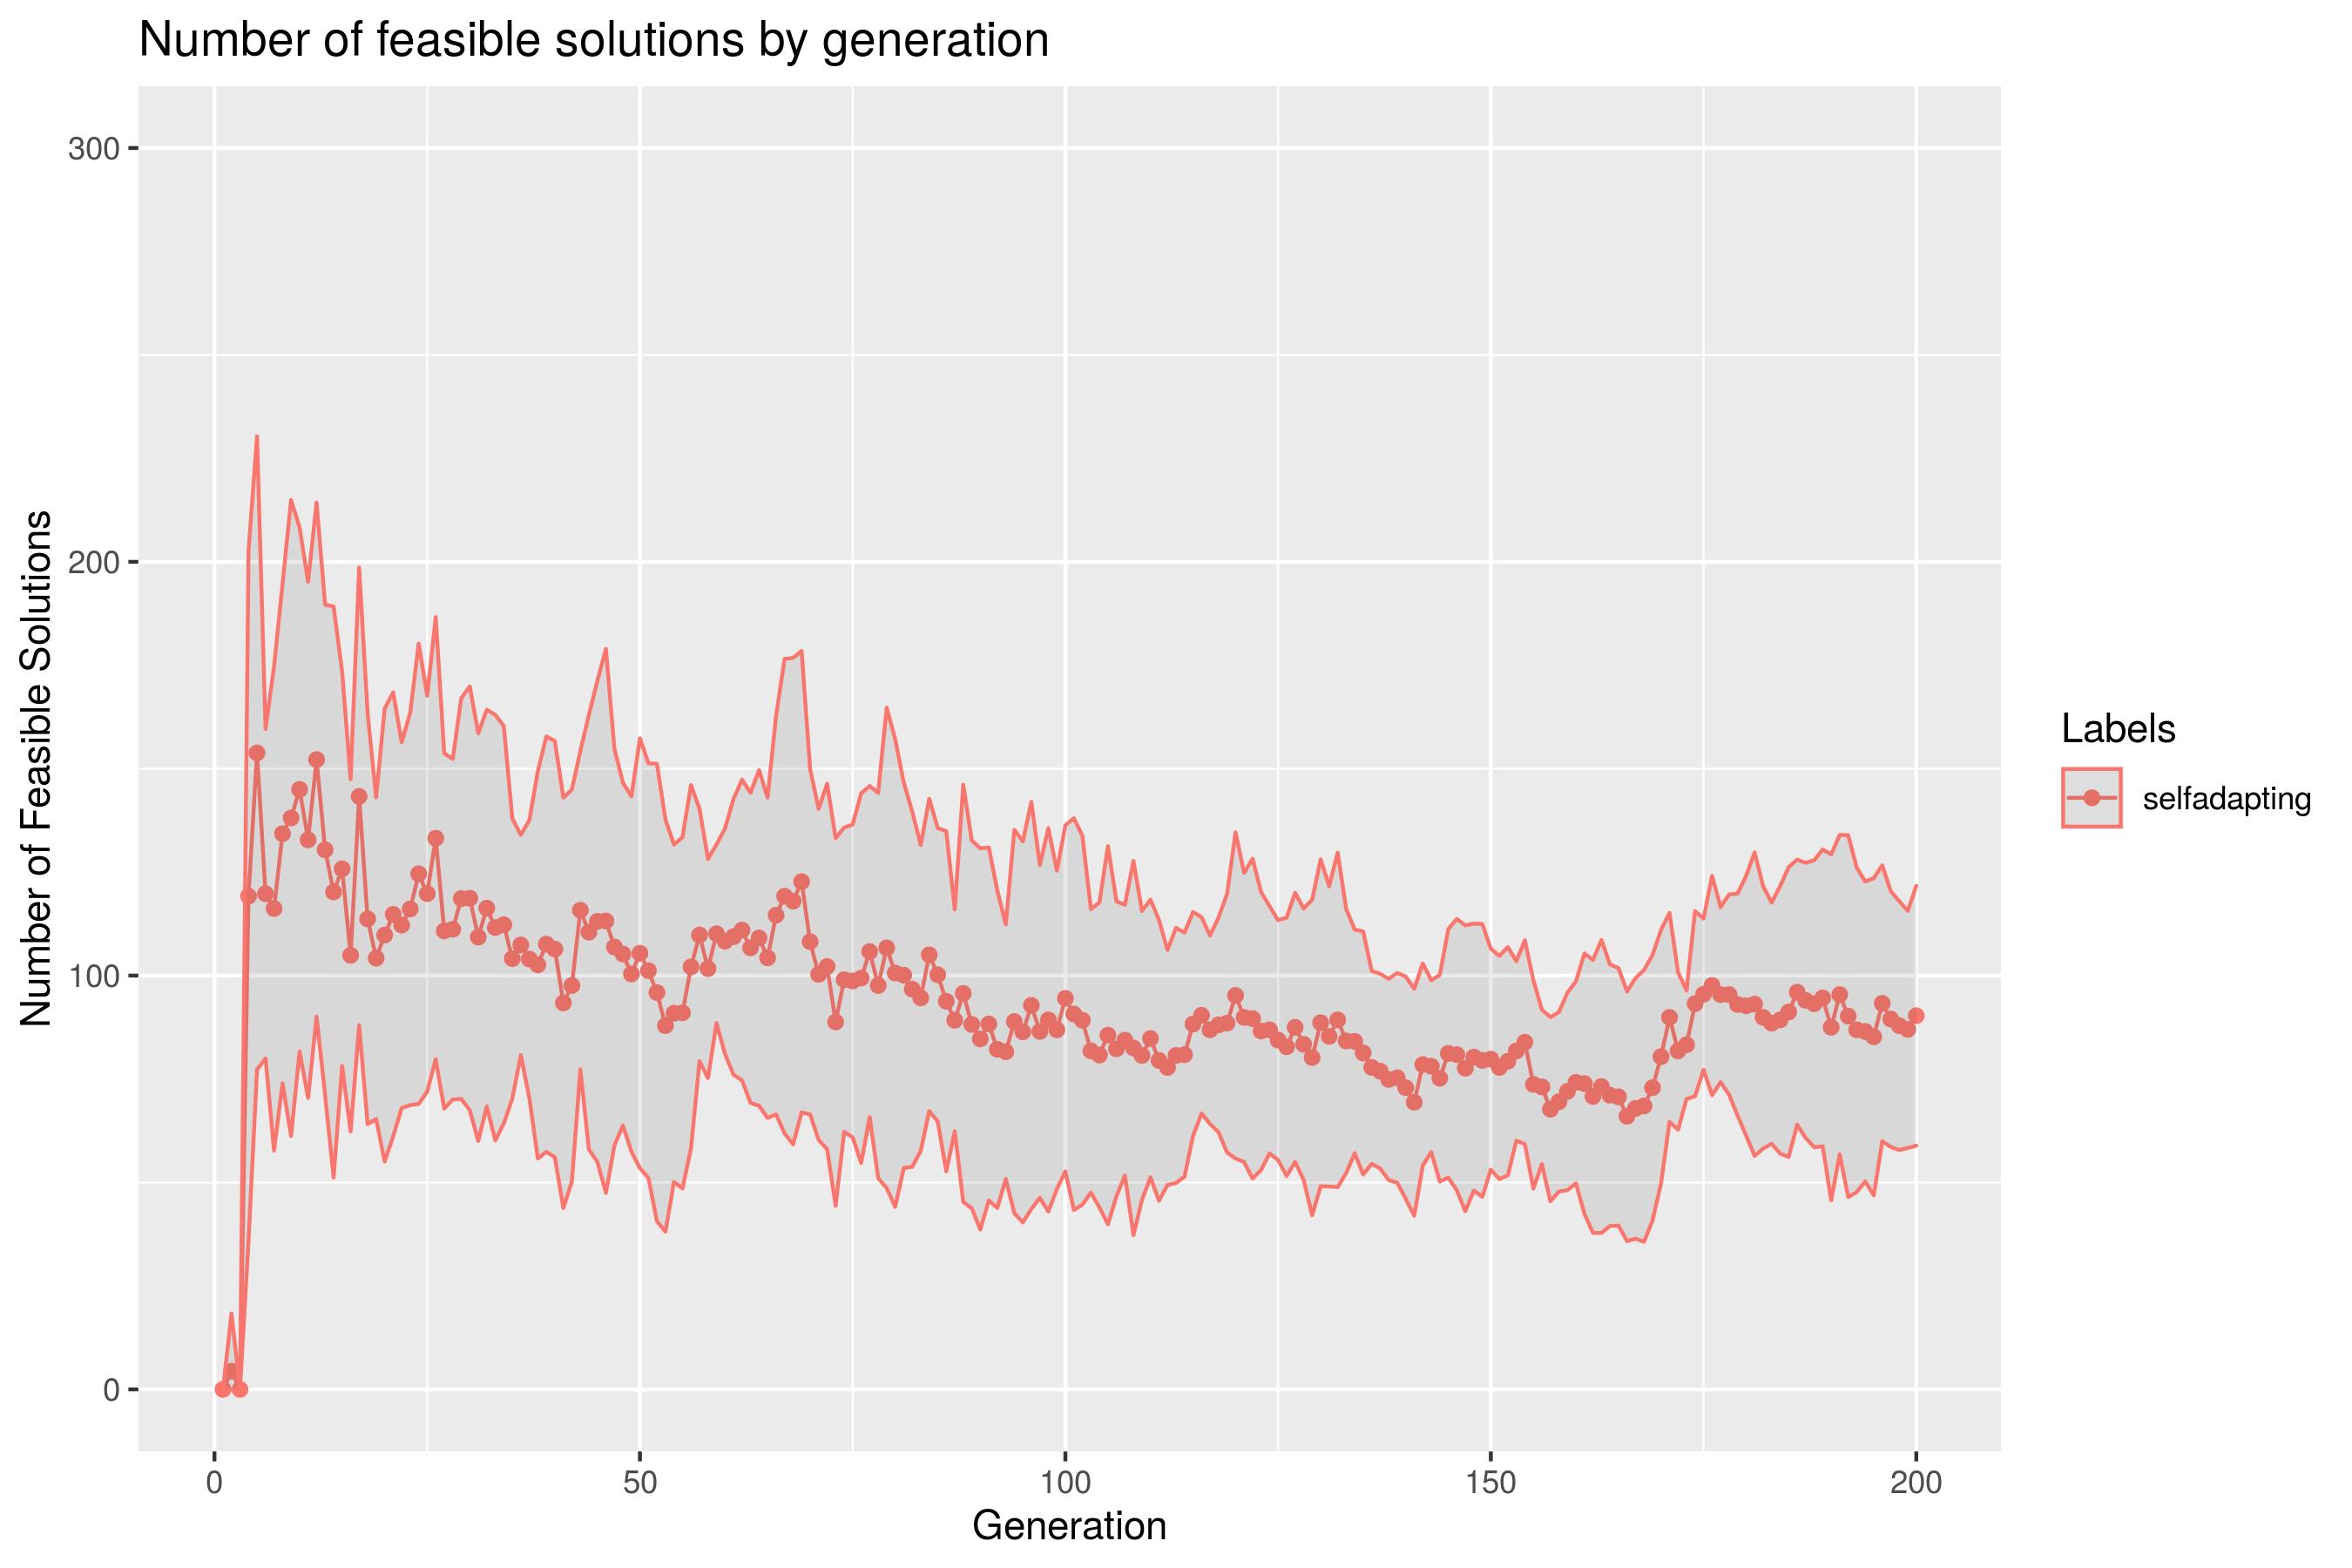 Number of feasible solutions by generation
300
200
100
0
Number of Feasible Solutions
0 50 100 150 200
Generation
Labels
selfadapting